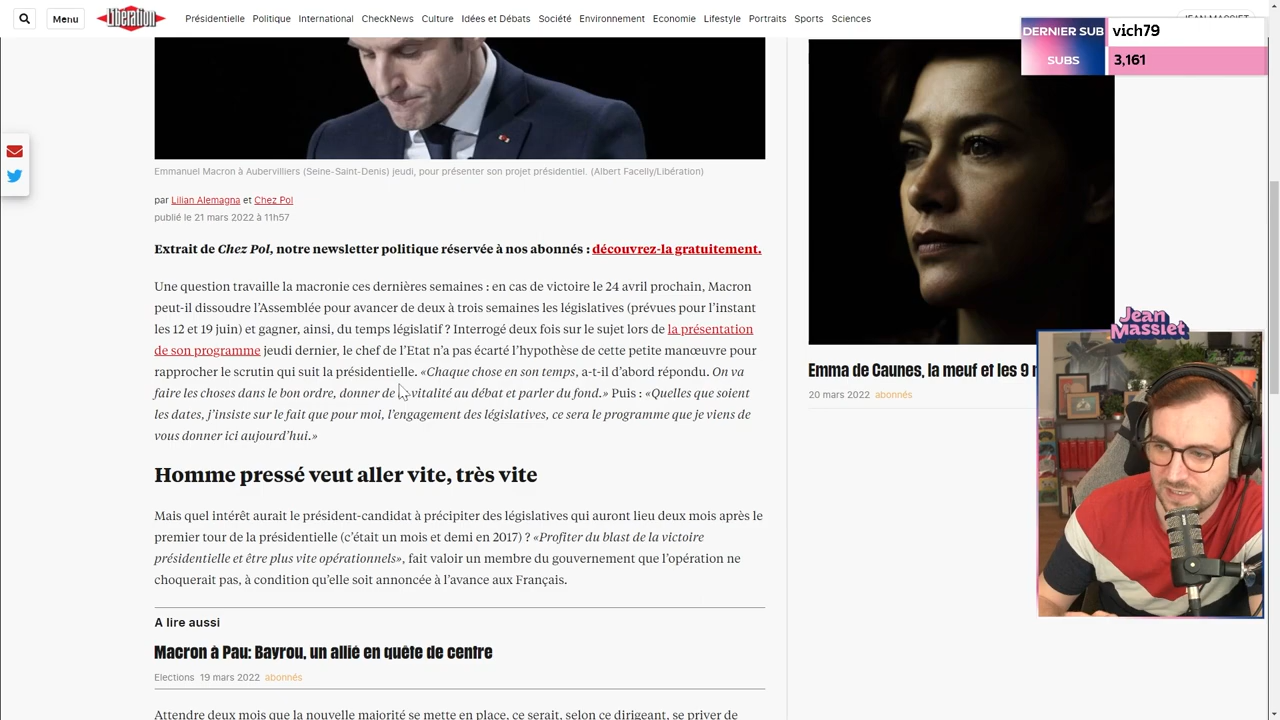 Menu
Libération
Présidentielle Politique International CheckNews Culture Idées et Débats Société Environnement Economie Lifestyle Portraits Sports Sciences
JEAN MASSIET
DERNIER SUB vich79
SUBS 3,161
Emmanuel Macron à Aubervilliers (Seine-Saint-Denis) jeudi, pour présenter son projet présidentiel. (Albert Facelly/Libération)
par Lilian Alemagna et Chez Pol
publié le 21 mars 2022 à 11h57
Extrait de Chez Pol, notre newsletter politique réservée à nos abonnés : découvrez-la gratuitement.
Une question travaille la macronie ces dernières semaines : en cas de victoire le 24 avril prochain, Macron
peut-il dissoudre l’Assemblée pour avancer de deux à trois semaines les législatives (prévues pour l’instant
les 12 et 19 juin) et gagner, ainsi, du temps législatif ? Interrogé deux fois sur le sujet lors de la présentation
de son programme jeudi dernier, le chef de l’Etat n’a pas écarté l’hypothèse de cette petite manœuvre pour
rapprocher le scrutin qui suit la présidentielle. «Chaque chose en son temps, a-t-il d’abord répondu. On va
faire les choses dans le bon ordre, donner de vitalité au débat et parler du fond.» Puis : «Quelles que soient
les dates, j’insiste sur le fait que pour moi, l’engagement des législatives, ce sera le programme que je viens de
vous donner ici aujourd’hui.»
Homme pressé veut aller vite, très vite
Mais quel intérêt aurait le président-candidat à précipiter des législatives qui auront lieu deux mois après le
premier tour de la présidentielle (c’était un mois et demi en 2017) ? «Profiter du blast de la victoire
présidentielle et être plus vite opérationnels», fait valoir un membre du gouvernement que l’opération ne
choquerait pas, à condition qu’elle soit annoncée à l’avance aux Français.
A lire aussi
Macron à Pau: Bayrou, un allié en quête de centre
Elections 19 mars 2022 abonnés
Attendre deux mois que la nouvelle majorité se mette en place, ce serait, selon ce dirigeant, se priver de
Emma de Caunes, la meuf et les 9
20 mars 2022 abonnés
Jean
Massiet